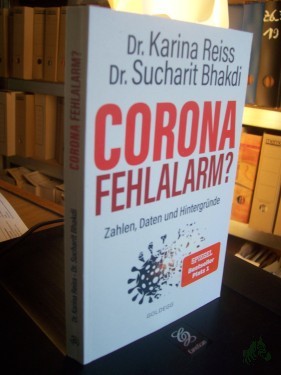 Dr. Karina Reiss
Dr. Sucharit Bhakdi
CORONA
FEHLALARM?
Zahlen, Daten und Hintergründe
SPIEGEL
Bestseller
Platz 1
GOLDEGG
Dr. Karina Reiss · Dr. Sucharit Bhakdi
CORONA FEHLALARM?